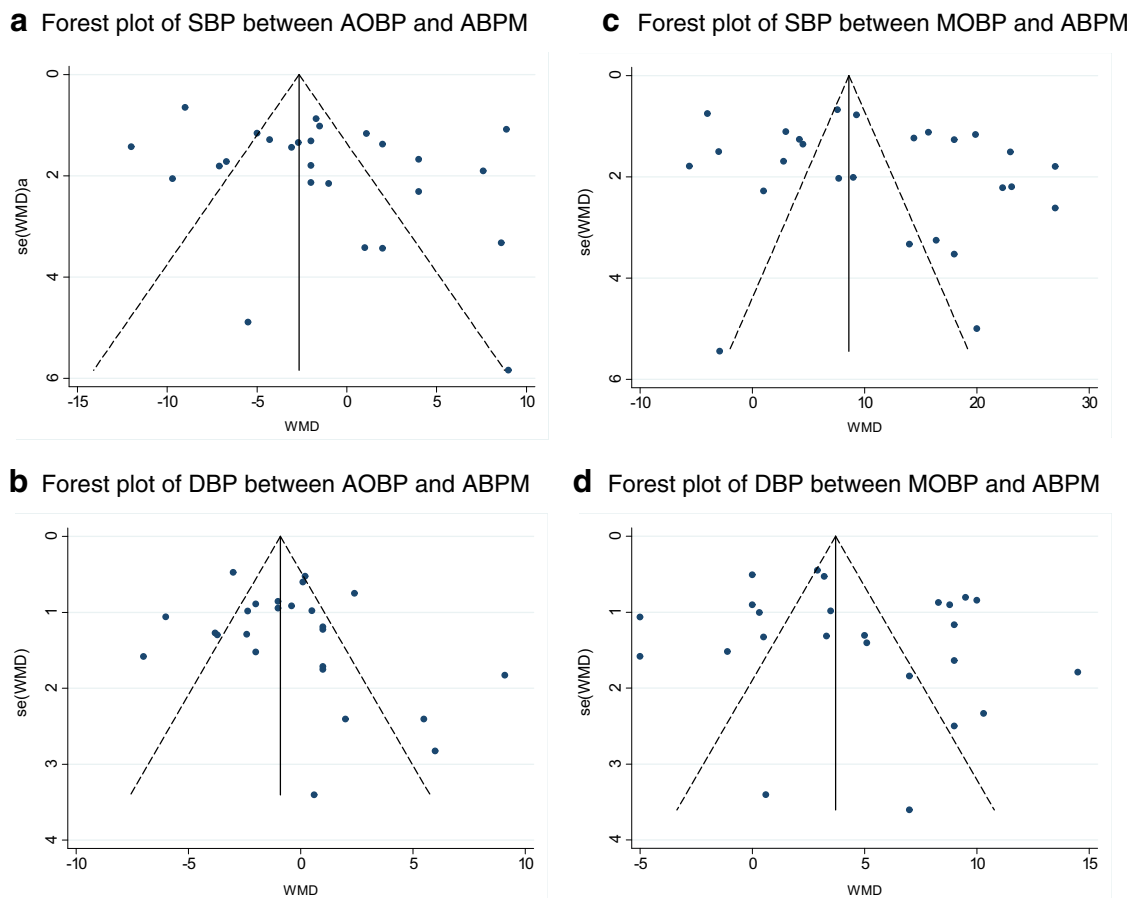 a Forest plot of SBP between AOBP and ABPM
se(WMD)a
0
2
4
6
-15 -10 -5 0 5 10
WMD
c Forest plot of SBP between MOBP and ABPM
se(WMD)
0
2
4
6
-10 0 10 20 30
WMD
b Forest plot of DBP between AOBP and ABPM
se(WMD)
0
1
2
3
4
-10 -5 0 5 10
WMD
d Forest plot of DBP between MOBP and ABPM
se(WMD)
0
1
2
3
4
-5 0 5 10 15
WMD